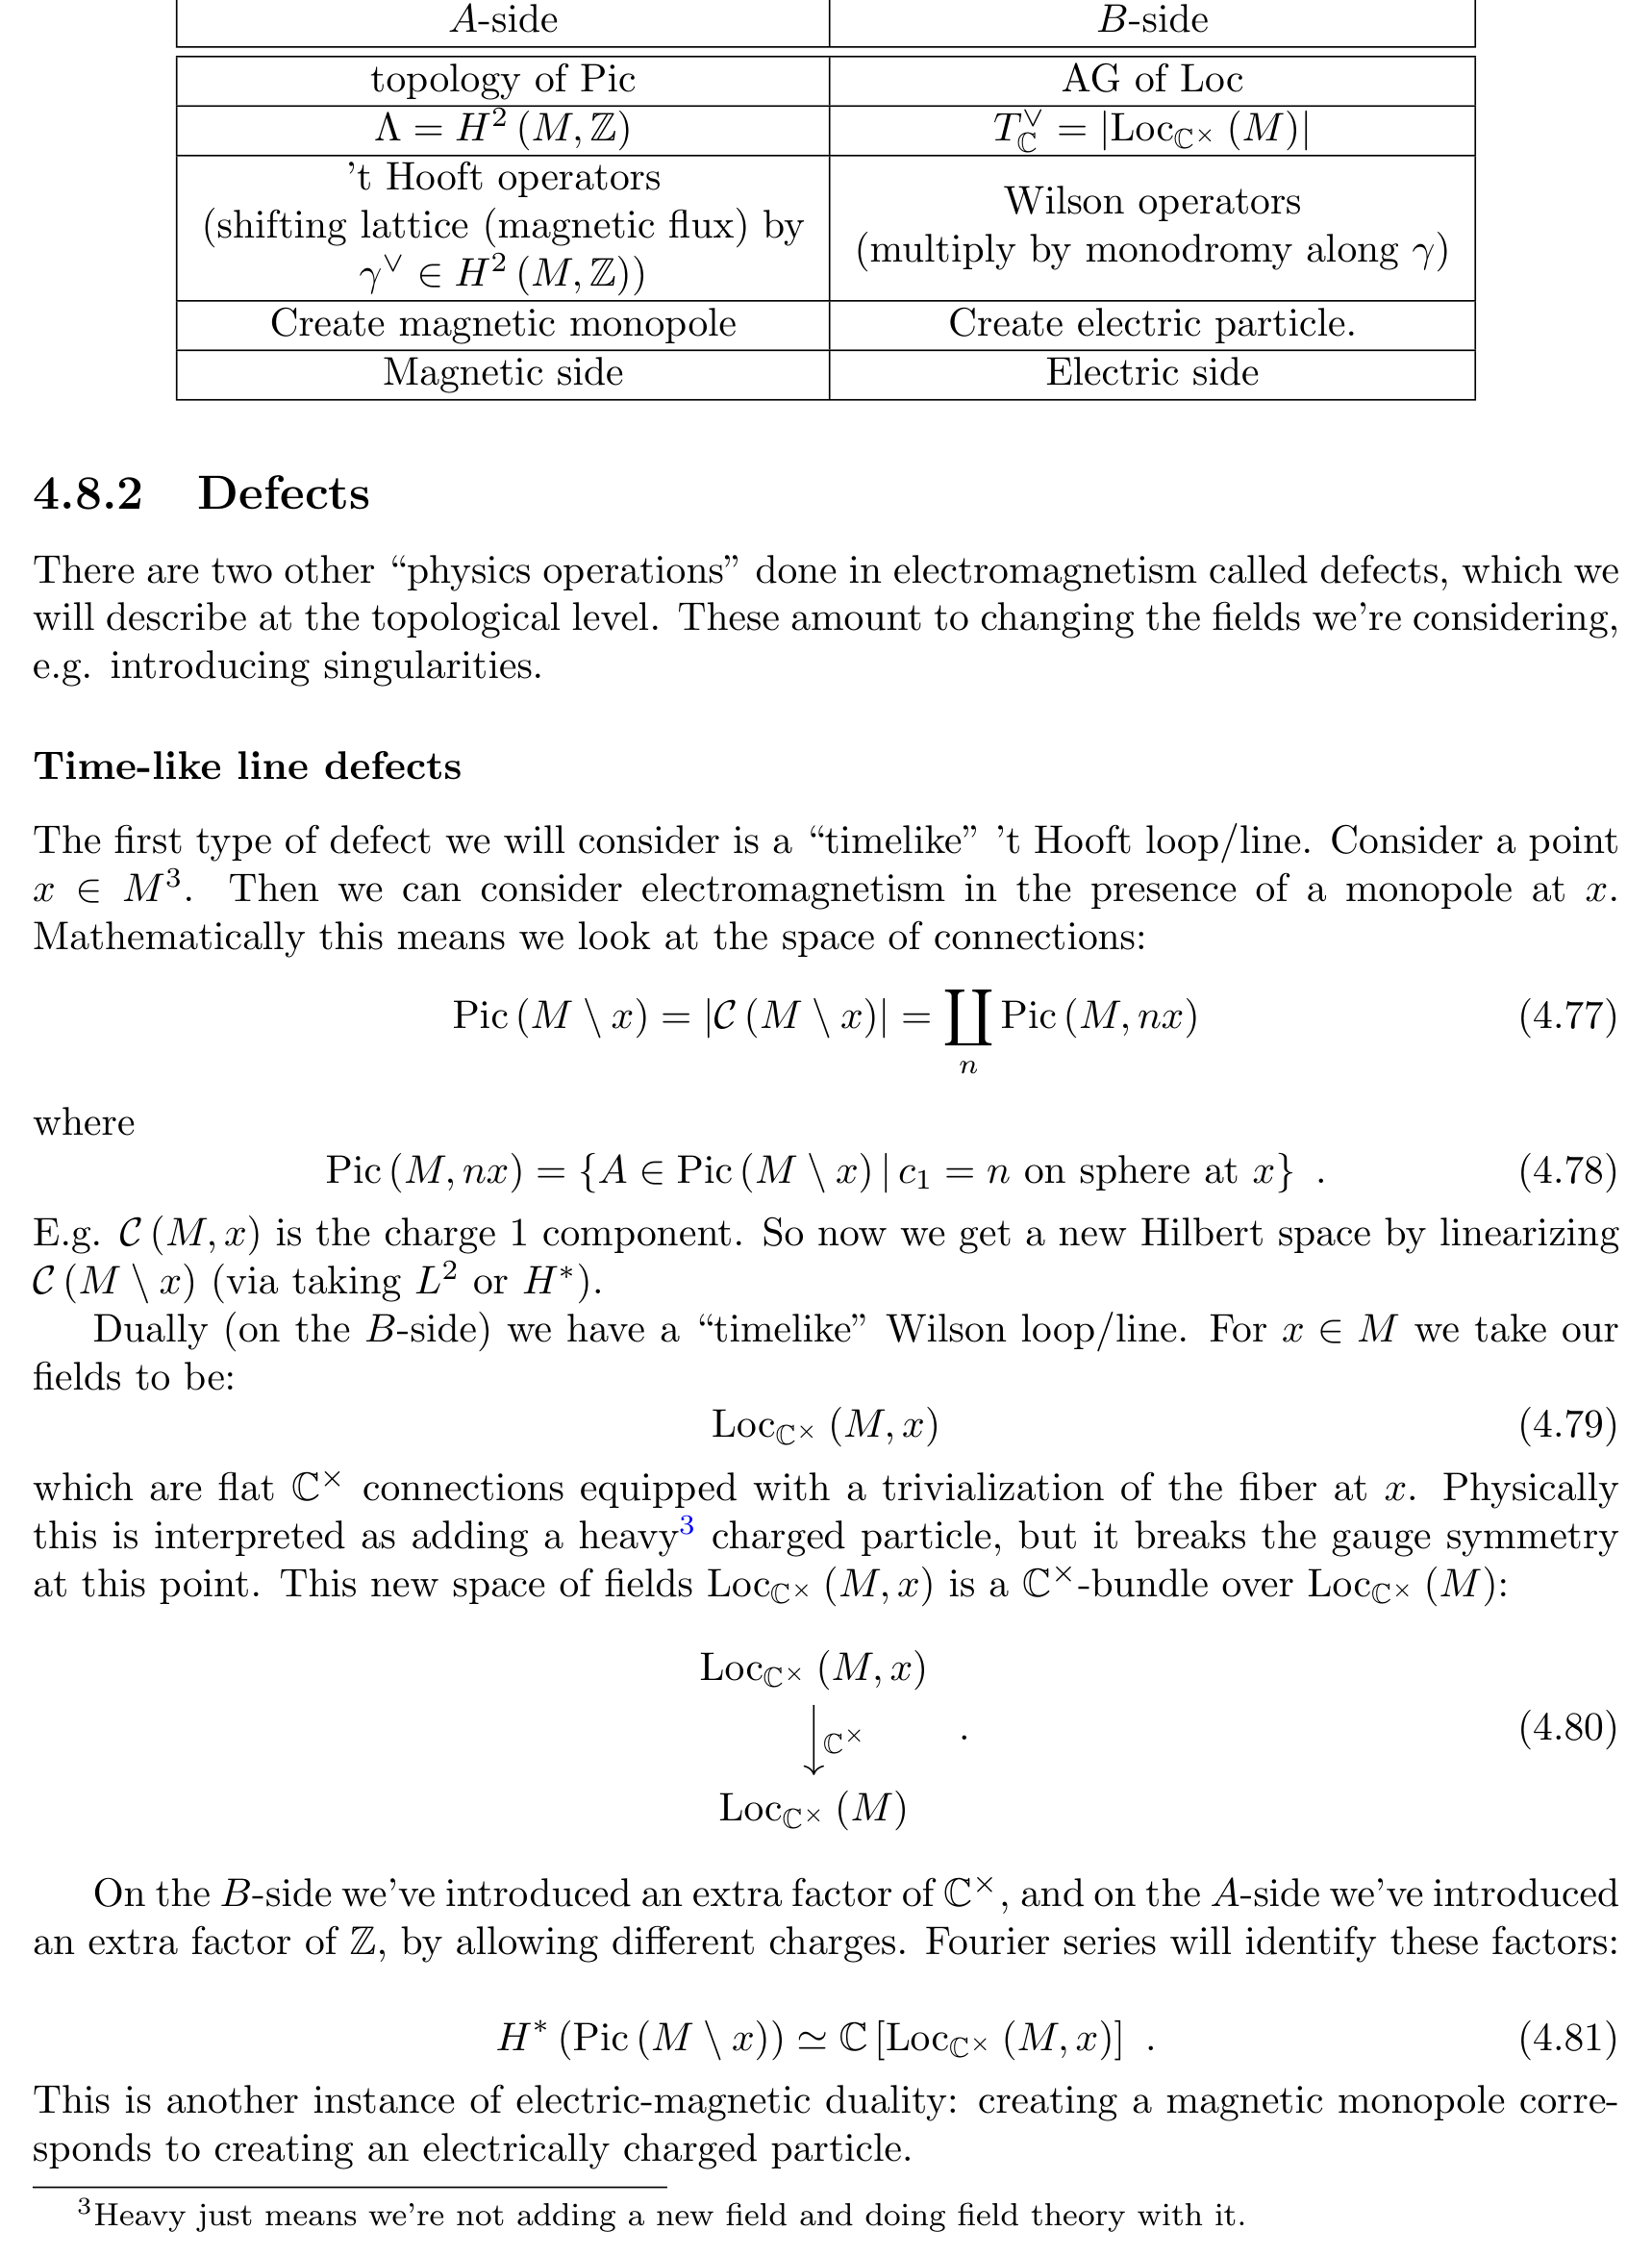 A-side B-side
topology of Pic AG of Loc
Λ = H² (M, ℤ) T_ℂ^∨ = |Loc_{ℂ×} (M)|
't Hooft operators
(shifting lattice (magnetic flux) by
γ^∨ ∈ H² (M, ℤ))
Wilson operators
(multiply by monodromy along γ)
Create magnetic monopole Create electric particle.
Magnetic side Electric side
4.8.2 Defects
There are two other “physics operations” done in electromagnetism called defects, which we
will describe at the topological level. These amount to changing the fields we're considering,
e.g. introducing singularities.
Time-like line defects
The first type of defect we will consider is a “timelike” 't Hooft loop/line. Consider a point
x ∈ M³. Then we can consider electromagnetism in the presence of a monopole at x.
Mathematically this means we look at the space of connections:
Pic (M \ x) = |𝒞 (M \ x)| = ∐_n Pic (M, nx) (4.77)
where
Pic (M, nx) = {A ∈ Pic (M \ x) | c₁ = n on sphere at x} . (4.78)
E.g. 𝒞 (M, x) is the charge 1 component. So now we get a new Hilbert space by linearizing
𝒞 (M \ x) (via taking L² or H*).
Dually (on the B-side) we have a “timelike” Wilson loop/line. For x ∈ M we take our
fields to be:
Loc_{ℂ×} (M, x) (4.79)
which are flat ℂ× connections equipped with a trivialization of the fiber at x. Physically
this is interpreted as adding a heavy³ charged particle, but it breaks the gauge symmetry
at this point. This new space of fields Loc_{ℂ×} (M, x) is a ℂ×-bundle over Loc_{ℂ×} (M):
Loc_{ℂ×} (M, x)
↓ ℂ× . (4.80)
Loc_{ℂ×} (M)
On the B-side we've introduced an extra factor of ℂ×, and on the A-side we've introduced
an extra factor of ℤ, by allowing different charges. Fourier series will identify these factors:
H* (Pic (M \ x)) ≃ ℂ [Loc_{ℂ×} (M, x)] . (4.81)
This is another instance of electric-magnetic duality: creating a magnetic monopole corre-
sponds to creating an electrically charged particle.
³Heavy just means we're not adding a new field and doing field theory with it.